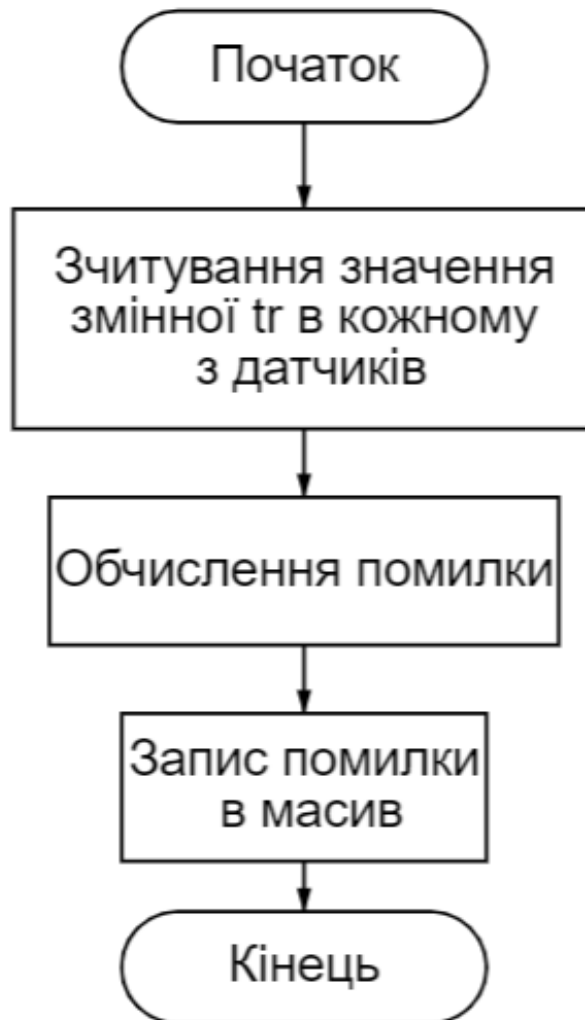 Початок
Зчитування значення
змінної tr в кожному
з датчиків
Обчислення помилки
Запис помилки
в масив
Кінець